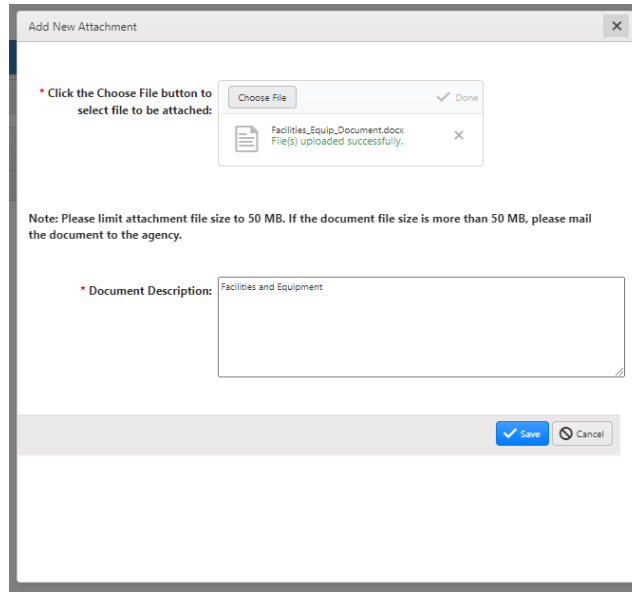 Add New Attachment
* Click the Choose File button to
select file to be attached:
Choose File
Done
Facilities_Equip_Document.docx
File(s) uploaded successfully.
Note: Please limit attachment file size to 50 MB. If the document file size is more than 50 MB, please mail
the document to the agency.
* Document Description:
Facilities and Equipment
Save
Cancel